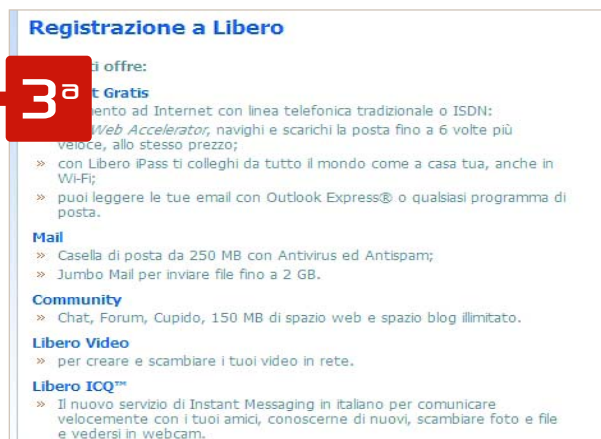 Registrazione a Libero
ti offre:
3ª
t Gratis
ento ad Internet con linea telefonica tradizionale o ISDN:
Web Accelerator, navighi e scarichi la posta fino a 6 volte più
veloce, allo stesso prezzo;
» con Libero iPass ti colleghi da tutto il mondo come a casa tua, anche in
Wi-Fi;
» puoi leggere le tue email con Outlook Express® o qualsiasi programma di
posta.
Mail
» Casella di posta da 250 MB con Antivirus ed Antispam;
» Jumbo Mail per inviare file fino a 2 GB.
Community
» Chat, Forum, Cupido, 150 MB di spazio web e spazio blog illimitato.
Libero Video
» per creare e scambiare i tuoi video in rete.
Libero ICQ™
» Il nuovo servizio di Instant Messaging in italiano per comunicare
velocemente con i tuoi amici, conoscerne di nuovi, scambiare foto e file
e vedersi in webcam.